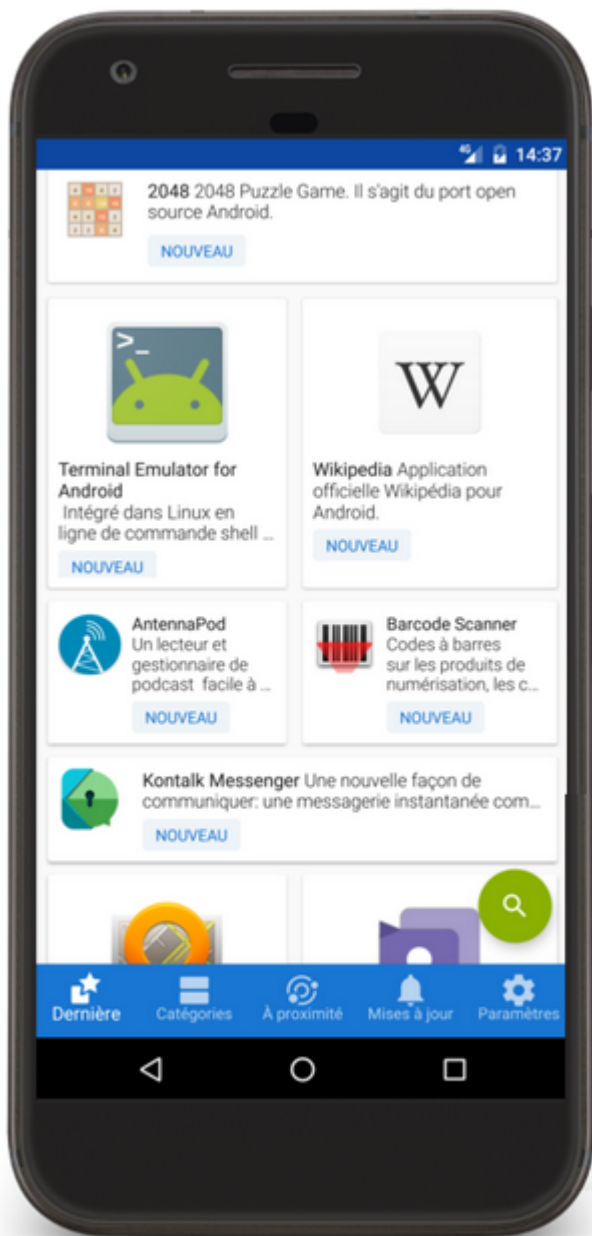 14:37
2048 2048 Puzzle Game. Il s'agit du port open
source Android.
NOUVEAU
>_
Terminal Emulator for
Android
Intégré dans Linux en
ligne de commande shell ...
NOUVEAU
W
Wikipedia Application
officielle Wikipédia pour
Android.
NOUVEAU
AntennaPod
Un lecteur et
gestionnaire de
podcast facile à ...
NOUVEAU
Barcode Scanner
Codes à barres
sur les produits de
numérisation, les c...
NOUVEAU
Kontalk Messenger Une nouvelle façon de
communiquer: une messagerie instantanée com...
NOUVEAU
Dernière
Catégories
À proximité
Mises à jour
Paramètres